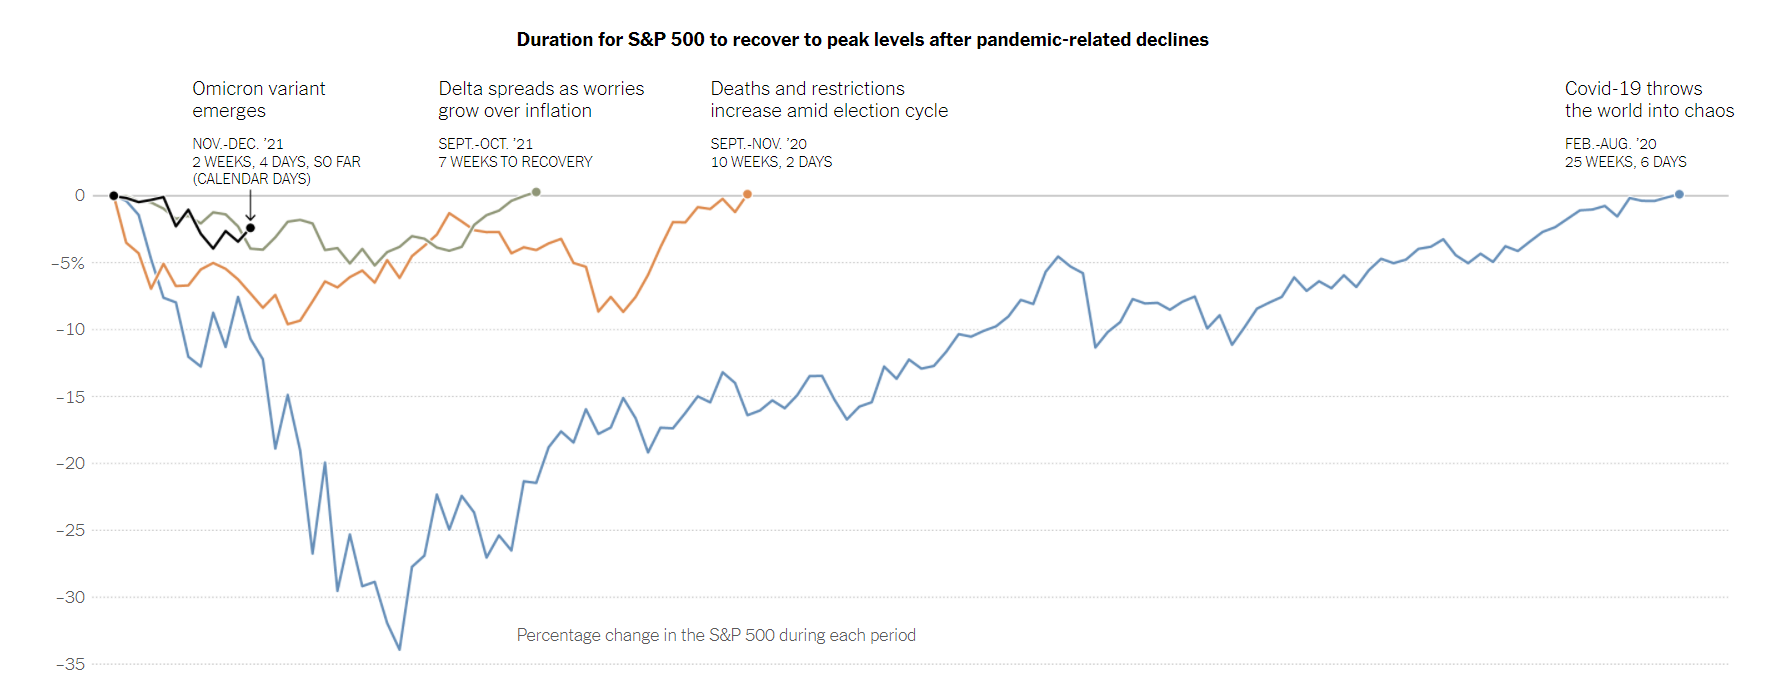 Duration for S&P 500 to recover to peak levels after pandemic-related declines
Omicron variant
emerges
NOV.-DEC. ’21
2 WEEKS, 4 DAYS, SO FAR
(CALENDAR DAYS)
Delta spreads as worries
grow over inflation
SEPT.-OCT. ’21
7 WEEKS TO RECOVERY
Deaths and restrictions
increase amid election cycle
SEPT.-NOV. ’20
10 WEEKS, 2 DAYS
Covid-19 throws
the world into chaos
FEB.-AUG. ’20
25 WEEKS, 6 DAYS
0
–5%
–10
–15
–20
–25
–30
–35
Percentage change in the S&P 500 during each period